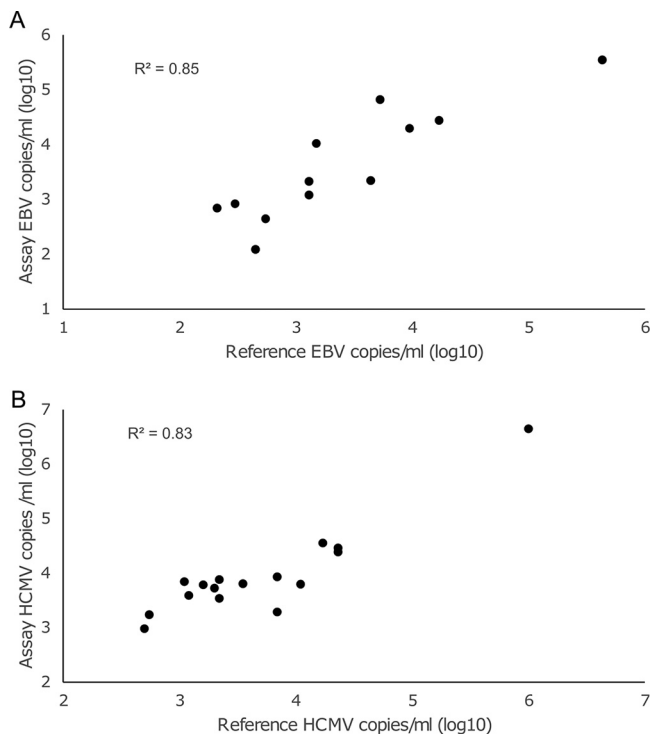 A
R² = 0.85
Assay EBV copies/ml (log10)
6
5
4
3
2
1
1 2 3 4 5 6
Reference EBV copies/ml (log10)
B
R² = 0.83
Assay HCMV copies /ml (log10)
7
6
5
4
3
2
2 3 4 5 6 7
Reference HCMV copies/ml (log10)